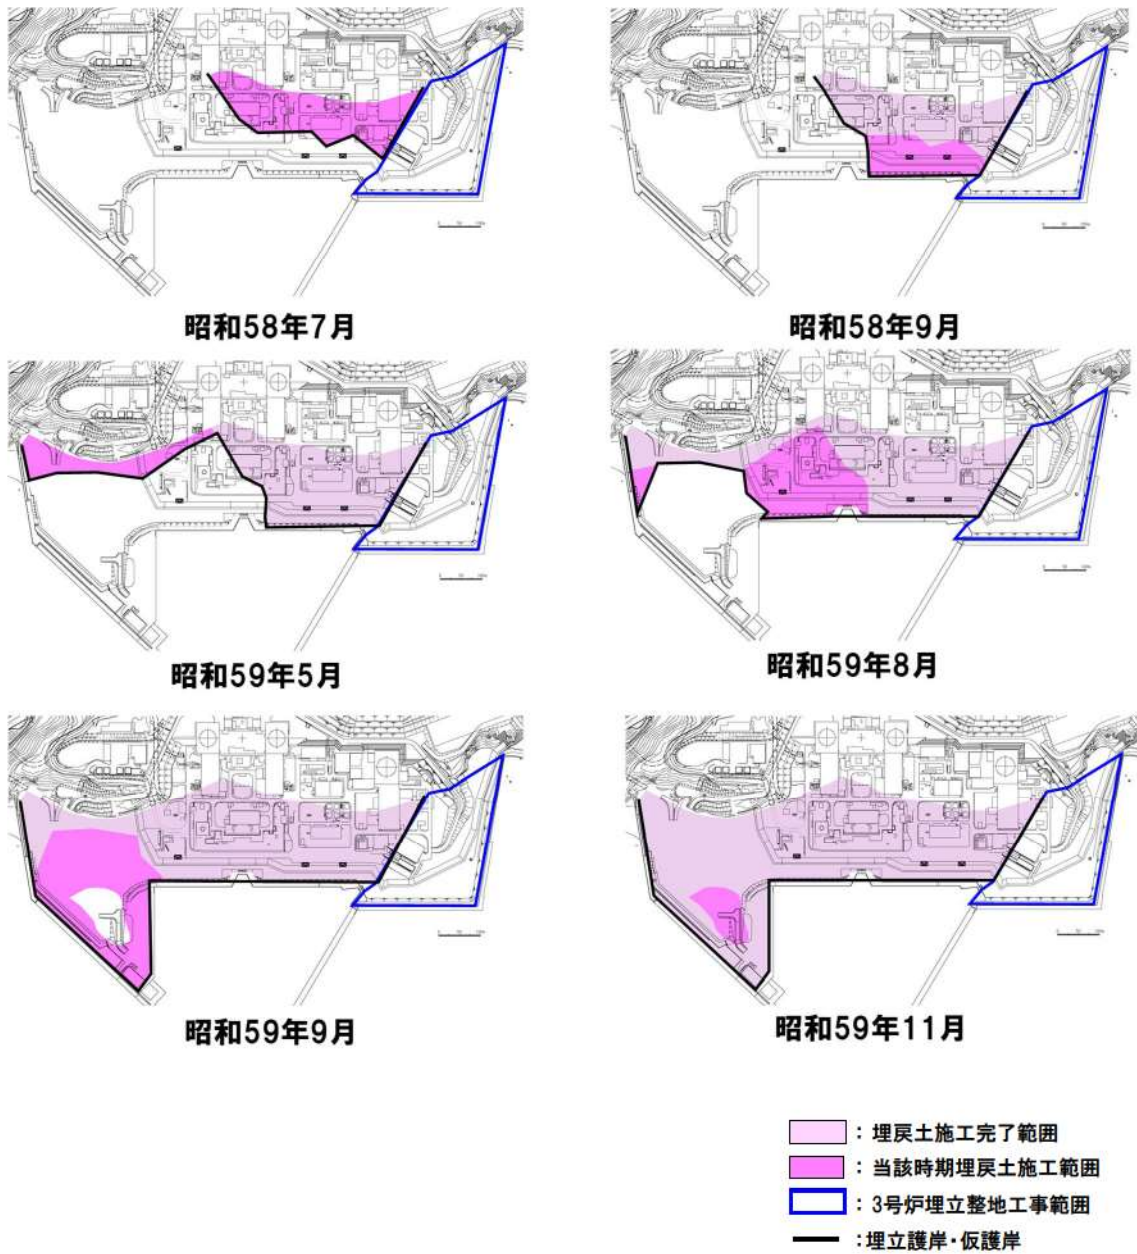 昭和58年7月
昭和58年9月
昭和59年5月
昭和59年8月
昭和59年9月
昭和59年11月
：埋戻土施工完了範囲
：当該時期埋戻土施工範囲
：3号炉埋立整地工事範囲
：埋立護岸・仮護岸